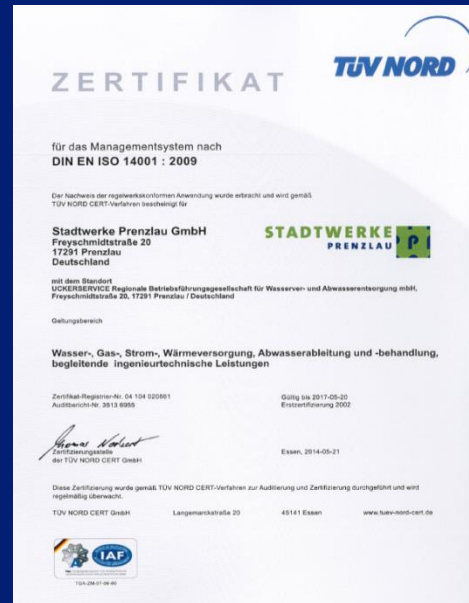 TÜV NORD
ZERTIFIKAT
für das Managementsystem nach
DIN EN ISO 14001 : 2009
Der Nachweis der regelwerkskonformen Anwendung wurde erbracht und wird gemäß
TÜV NORD CERT-Verfahren bescheinigt für
Stadtwerke Prenzlau GmbH
Freyschmidtstraße 20
17291 Prenzlau
Deutschland
STADTWERKE
PRENZLAU
mit dem Standort
UCKERSERVICE Regionale Betriebsführungsgesellschaft für Wasserver- und Abwasserentsorgung mbH,
Freyschmidtstraße 20, 17291 Prenzlau / Deutschland
Geltungsbereich
Wasser-, Gas-, Strom-, Wärmeversorgung, Abwasserableitung und -behandlung,
begleitende ingenieurtechnische Leistungen
Zertifikat-Registrier-Nr. 04 104 020561
Auditbericht-Nr. 3513 6955
Gültig bis 2017-05-20
Erstzertifizierung 2002
Zertifizierungsstelle
der TÜV NORD CERT GmbH
Essen, 2014-05-21
Diese Zertifizierung wurde gemäß TÜV NORD CERT-Verfahren zur Auditierung und Zertifizierung durchgeführt und wird
regelmäßig überwacht.
TÜV NORD CERT GmbH Langemarckstraße 20 45141 Essen www.tuev-nord-cert.de
IAF